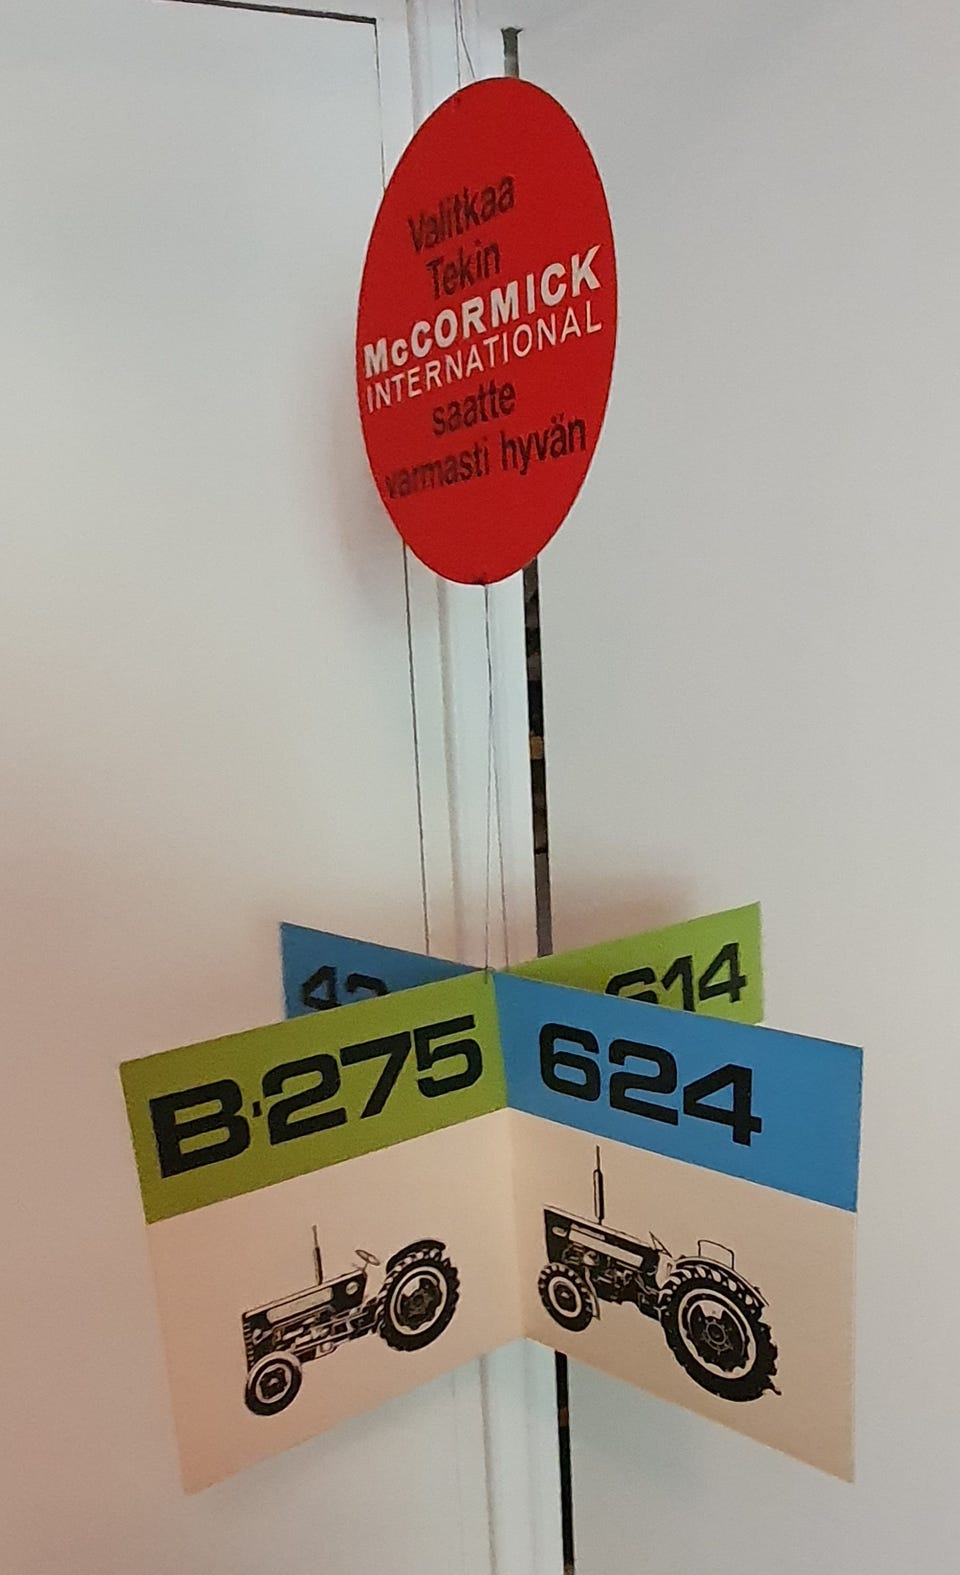 Valitkaa
Tekin
McCORMICK
INTERNATIONAL
saatte
varmasti hyvän
614
B-275
624